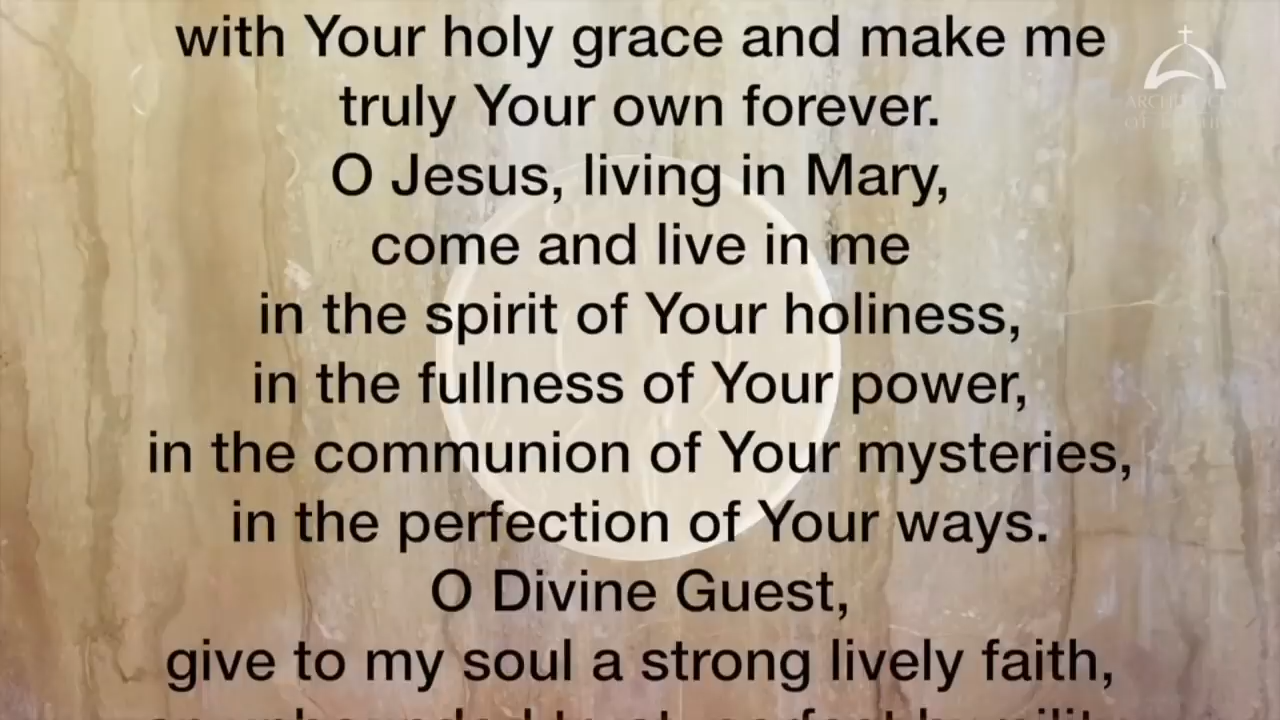 with Your holy grace and make me
truly Your own forever.
O Jesus, living in Mary,
come and live in me
in the spirit of Your holiness,
in the fullness of Your power,
in the communion of Your mysteries,
in the perfection of Your ways.
O Divine Guest,
give to my soul a strong lively faith,